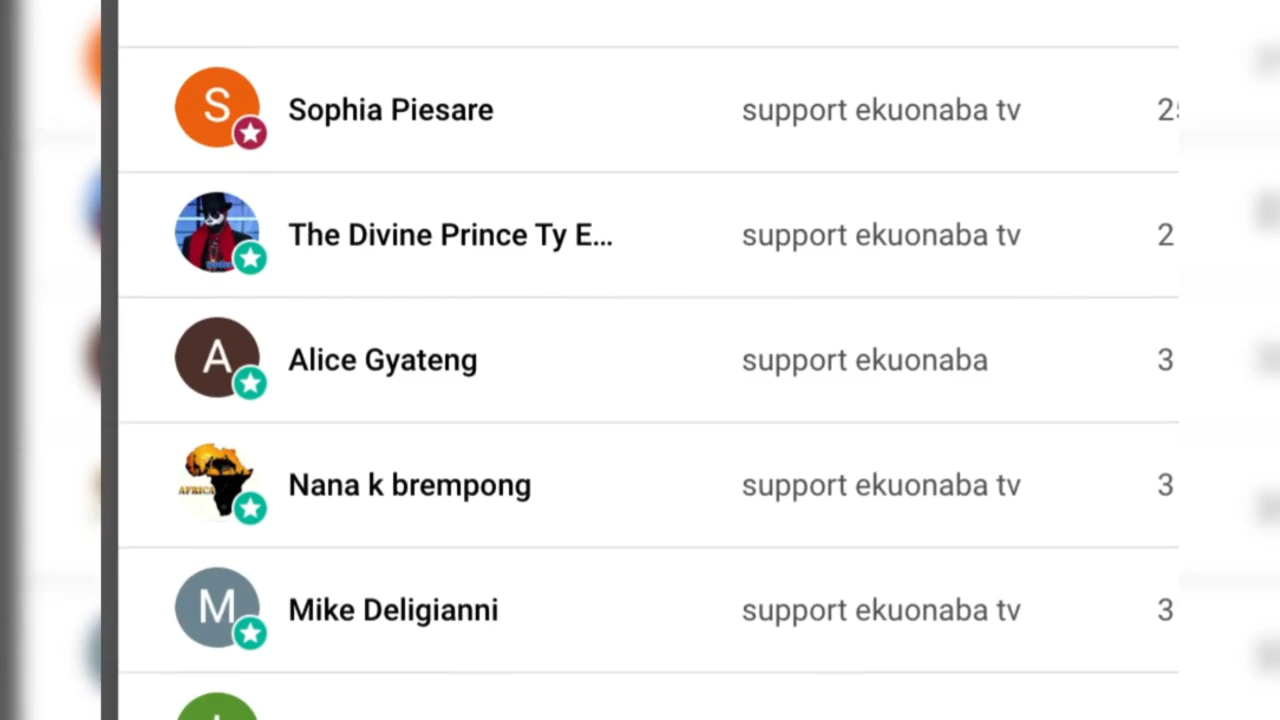 S Sophia Piesare support ekuonaba tv
The Divine Prince Ty E... support ekuonaba tv 2
A Alice Gyateng support ekuonaba 3
AFRICA Nana k brempong support ekuonaba tv 3
M Mike Deligianni support ekuonaba tv 3